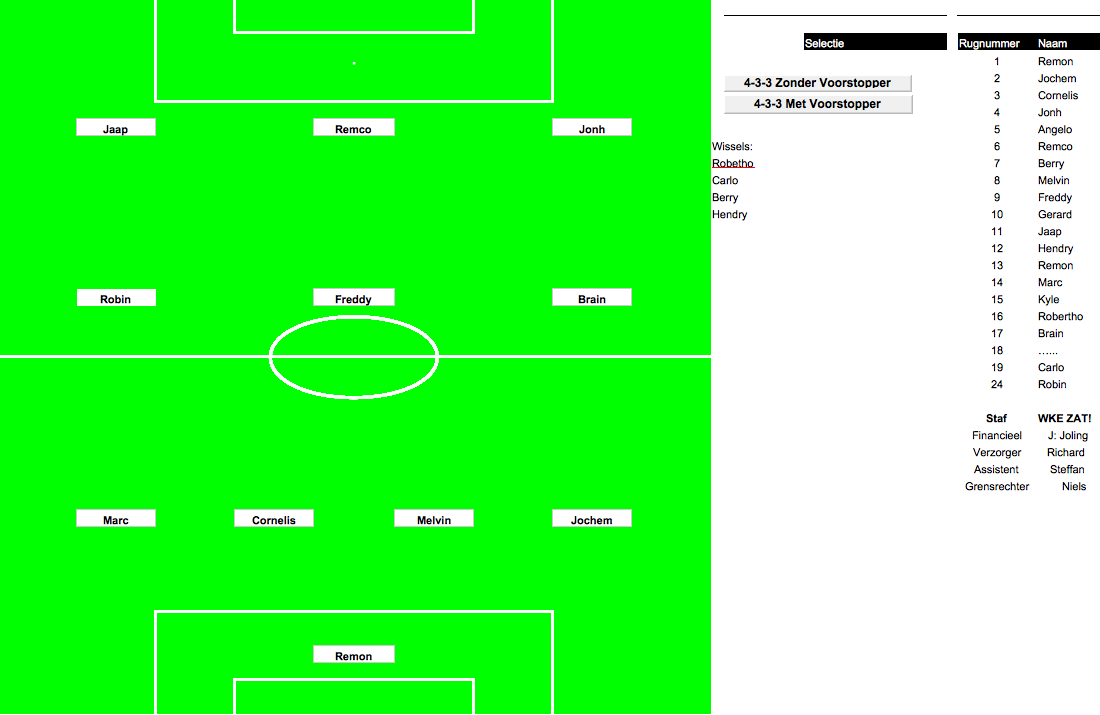 Jaap Remco Jonh
Robin Freddy Brain
Marc Cornelis Melvin Jochem
Remon
Selectie
4-3-3 Zonder Voorstopper
4-3-3 Met Voorstopper
Wissels:
Robetho
Carlo
Berry
Hendry
Rugnummer Naam
1 Remon
2 Jochem
3 Cornelis
4 Jonh
5 Angelo
6 Remco
7 Berry
8 Melvin
9 Freddy
10 Gerard
11 Jaap
12 Hendry
13 Remon
14 Marc
15 Kyle
16 Robertho
17 Brain
18 ......
19 Carlo
24 Robin
Staf WKE ZAT!
Financieel J: Joling
Verzorger Richard
Assistent Steffan
Grensrechter Niels